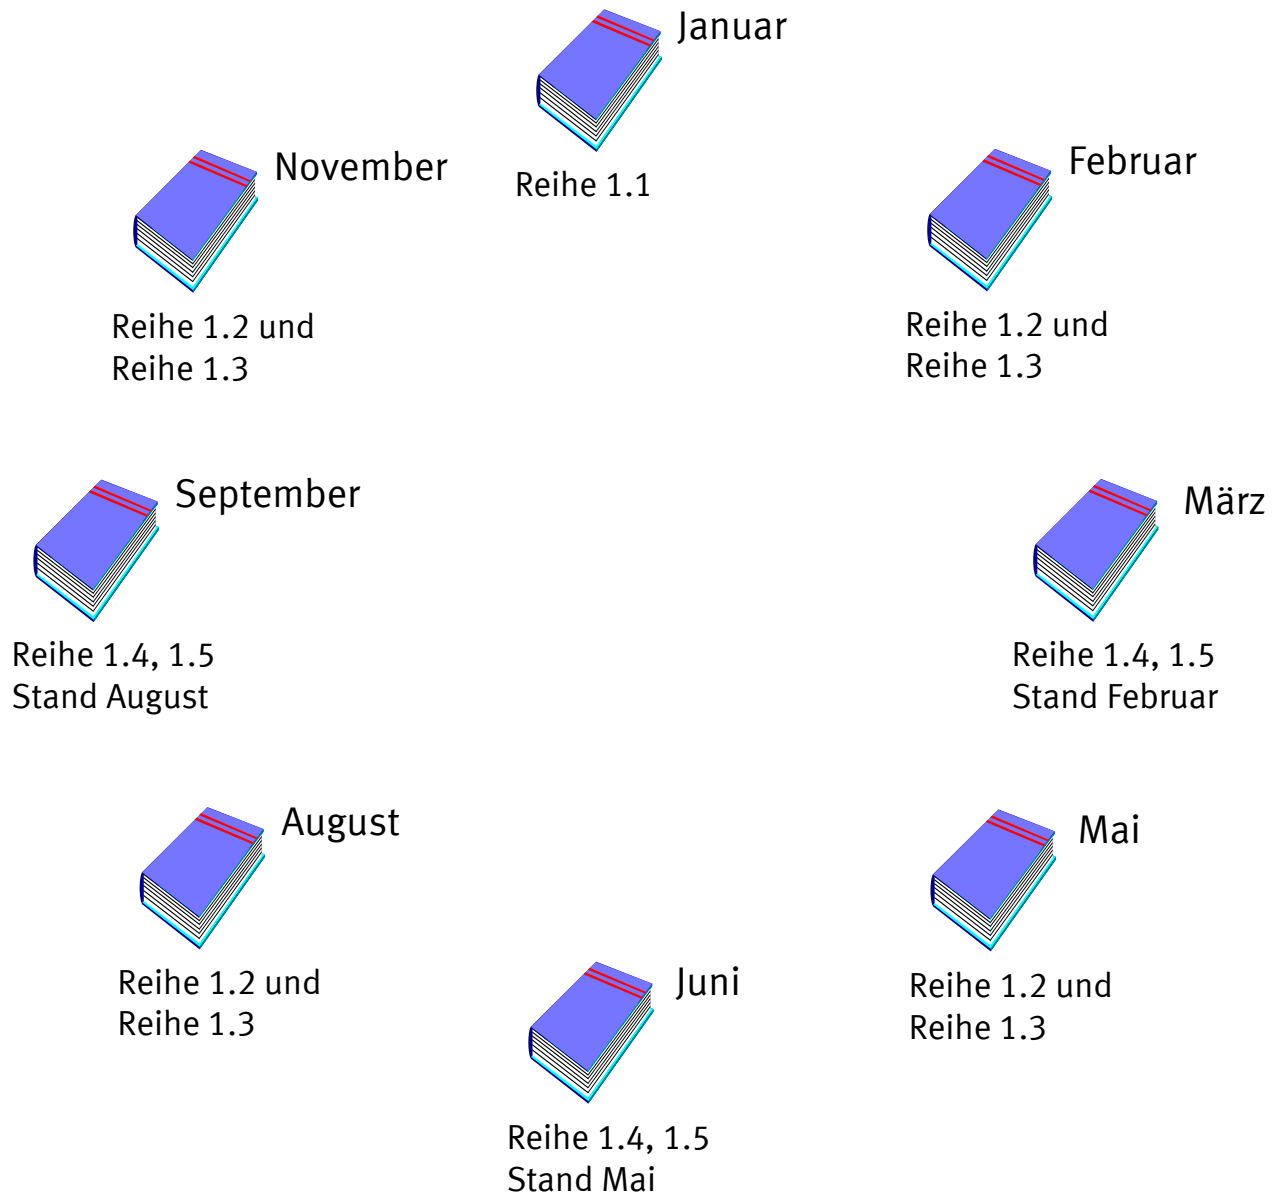 Januar
Reihe 1.1
November
Reihe 1.2 und
Reihe 1.3
Februar
Reihe 1.2 und
Reihe 1.3
September
Reihe 1.4, 1.5
Stand August
März
Reihe 1.4, 1.5
Stand Februar
August
Reihe 1.2 und
Reihe 1.3
Mai
Reihe 1.2 und
Reihe 1.3
Juni
Reihe 1.4, 1.5
Stand Mai